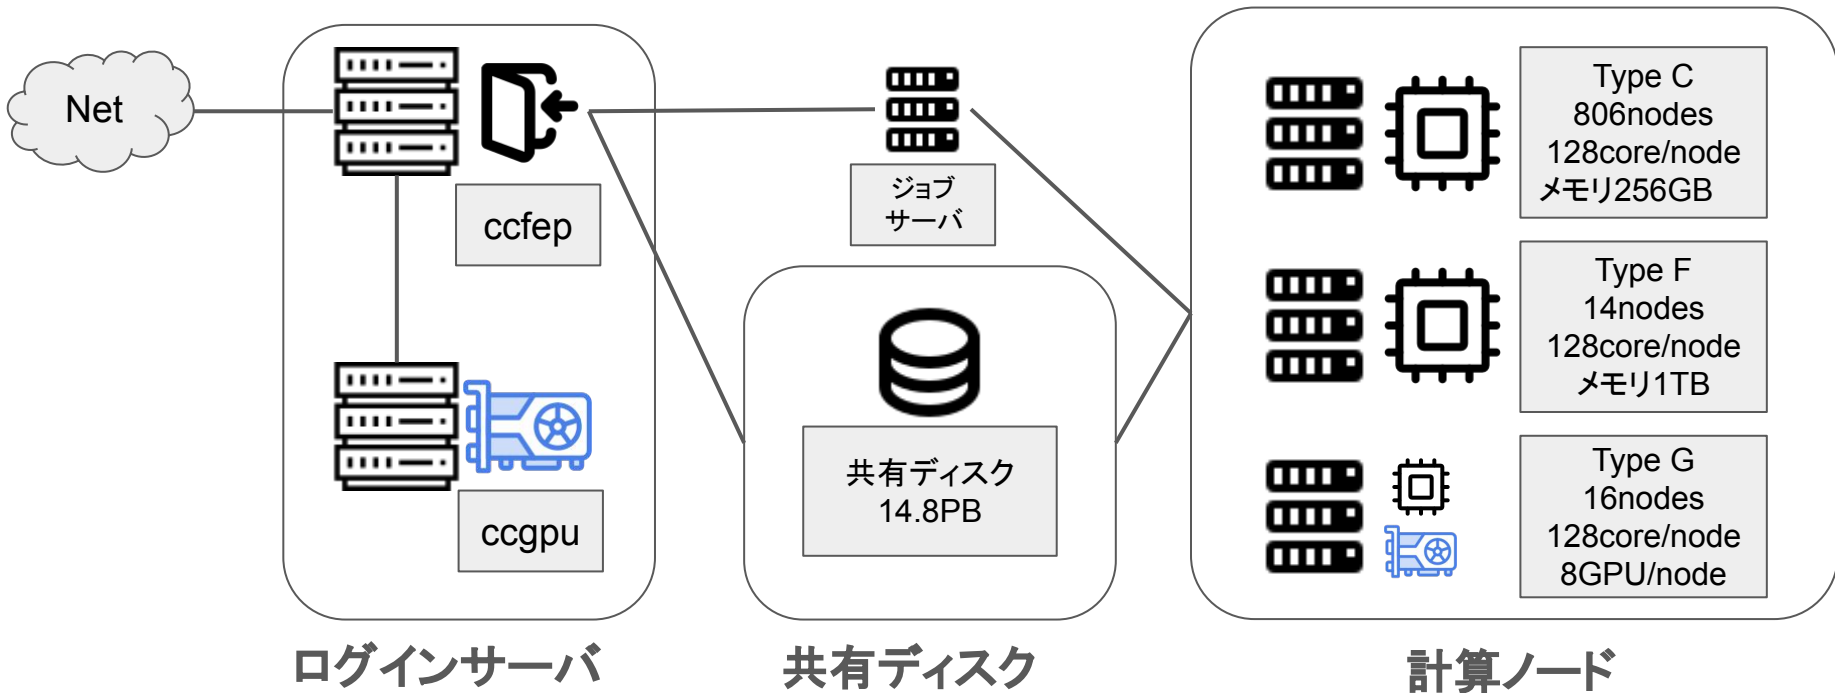 Net
ccfep
ccgpu
ログインサーバ
ジョブ
サーバ
共有ディスク
14.8PB
共有ディスク
Type C
806nodes
128core/node
メモリ256GB
Type F
14nodes
128core/node
メモリ1TB
Type G
16nodes
128core/node
8GPU/node
計算ノード